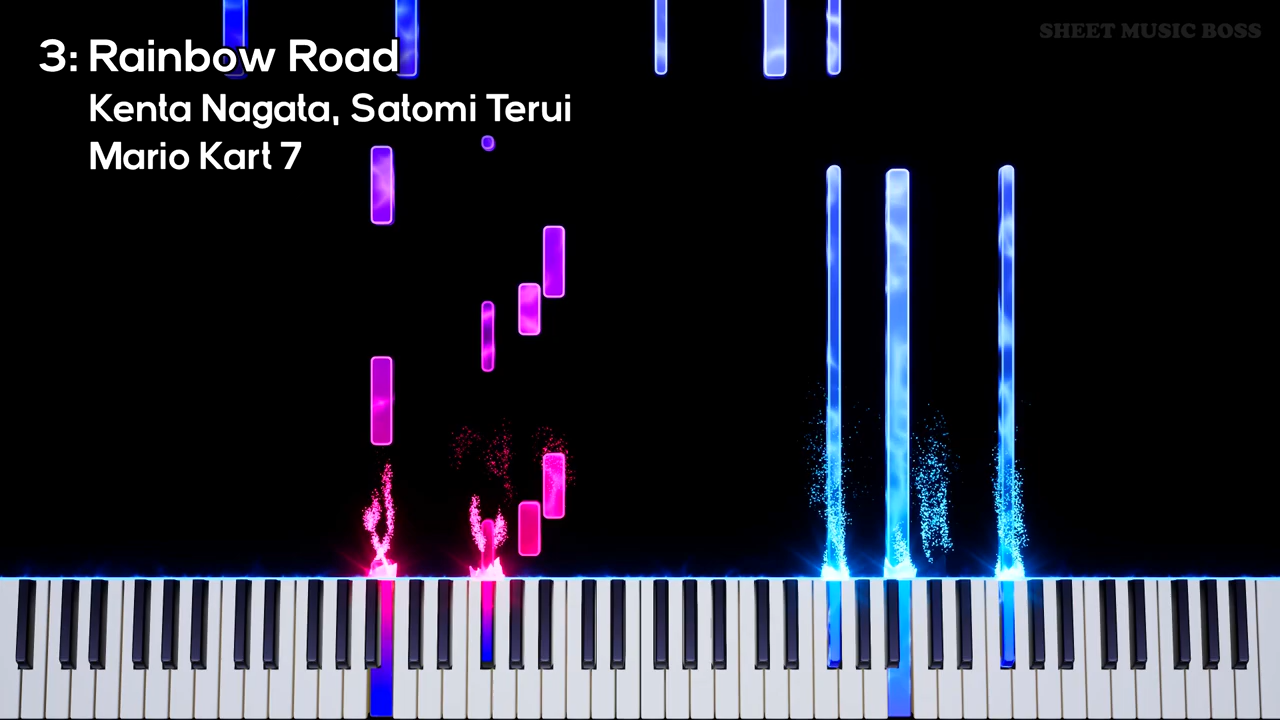 SHEET MUSIC BOSS
3: Rainbow Road
Kenta Nagata, Satomi Terui
Mario Kart 7